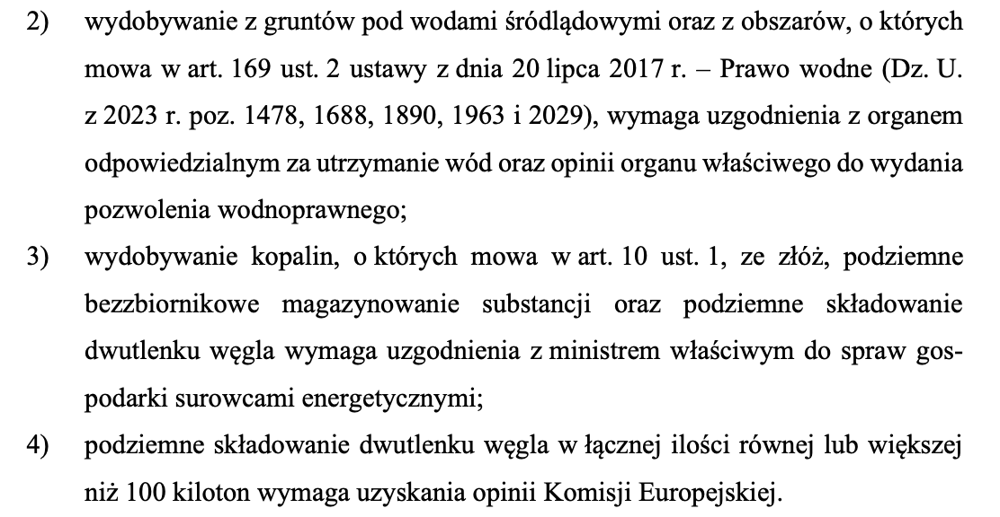 2) wydobywanie z gruntów pod wodami śródlądowymi oraz z obszarów, o których
mowa w art. 169 ust. 2 ustawy z dnia 20 lipca 2017 r. – Prawo wodne (Dz. U.
z 2023 r. poz. 1478, 1688, 1890, 1963 i 2029), wymaga uzgodnienia z organem
odpowiedzialnym za utrzymanie wód oraz opinii organu właściwego do wydania
pozwolenia wodnoprawnego;
3) wydobywanie kopalin, o których mowa w art. 10 ust. 1, ze złóż, podziemne
bezzbiornikowe magazynowanie substancji oraz podziemne składowanie
dwutlenku węgla wymaga uzgodnienia z ministrem właściwym do spraw gos-
podarki surowcami energetycznymi;
4) podziemne składowanie dwutlenku węgla w łącznej ilości równej lub większej
niż 100 kiloton wymaga uzyskania opinii Komisji Europejskiej.